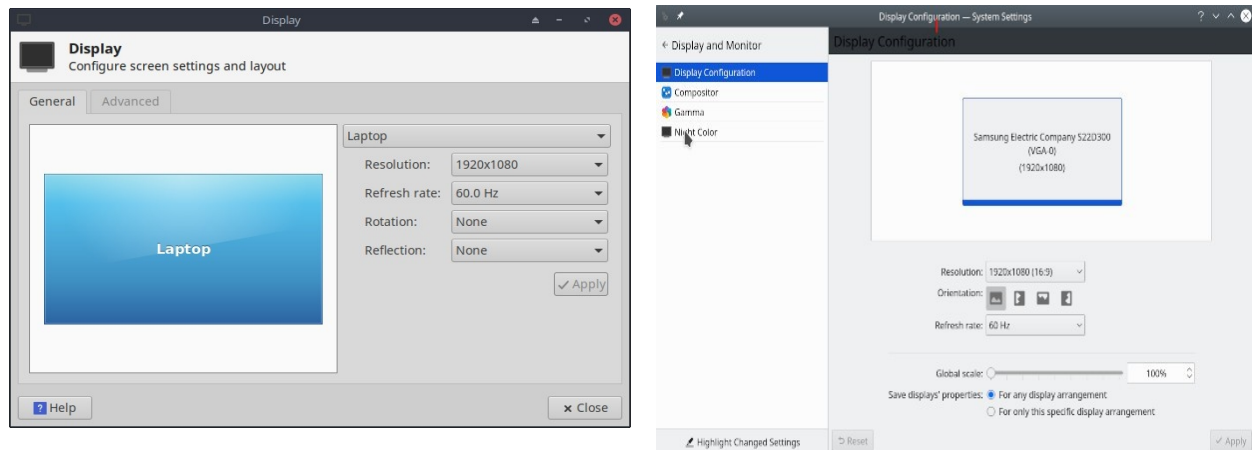 Display
Display
Configure screen settings and layout
General
Advanced
Laptop
Laptop
Resolution: 1920x1080
Refresh rate: 60.0 Hz
Rotation: None
Reflection: None
Apply
? Help
x Close
Display Configuration — System Settings
?
← Display and Monitor
Display Configuration
Display Configuration
Compositor
Gamma
Night Color
Samsung Electric Company S22D300
(VGA-0)
(1920x1080)
Resolution: 1920x1080 (16:9)
Orientation:
Refresh rate: 60 Hz
Global scale: 100%
Save displays' properties: For any display arrangement
For only this specific display arrangement
Highlight Changed Settings
Reset
Apply